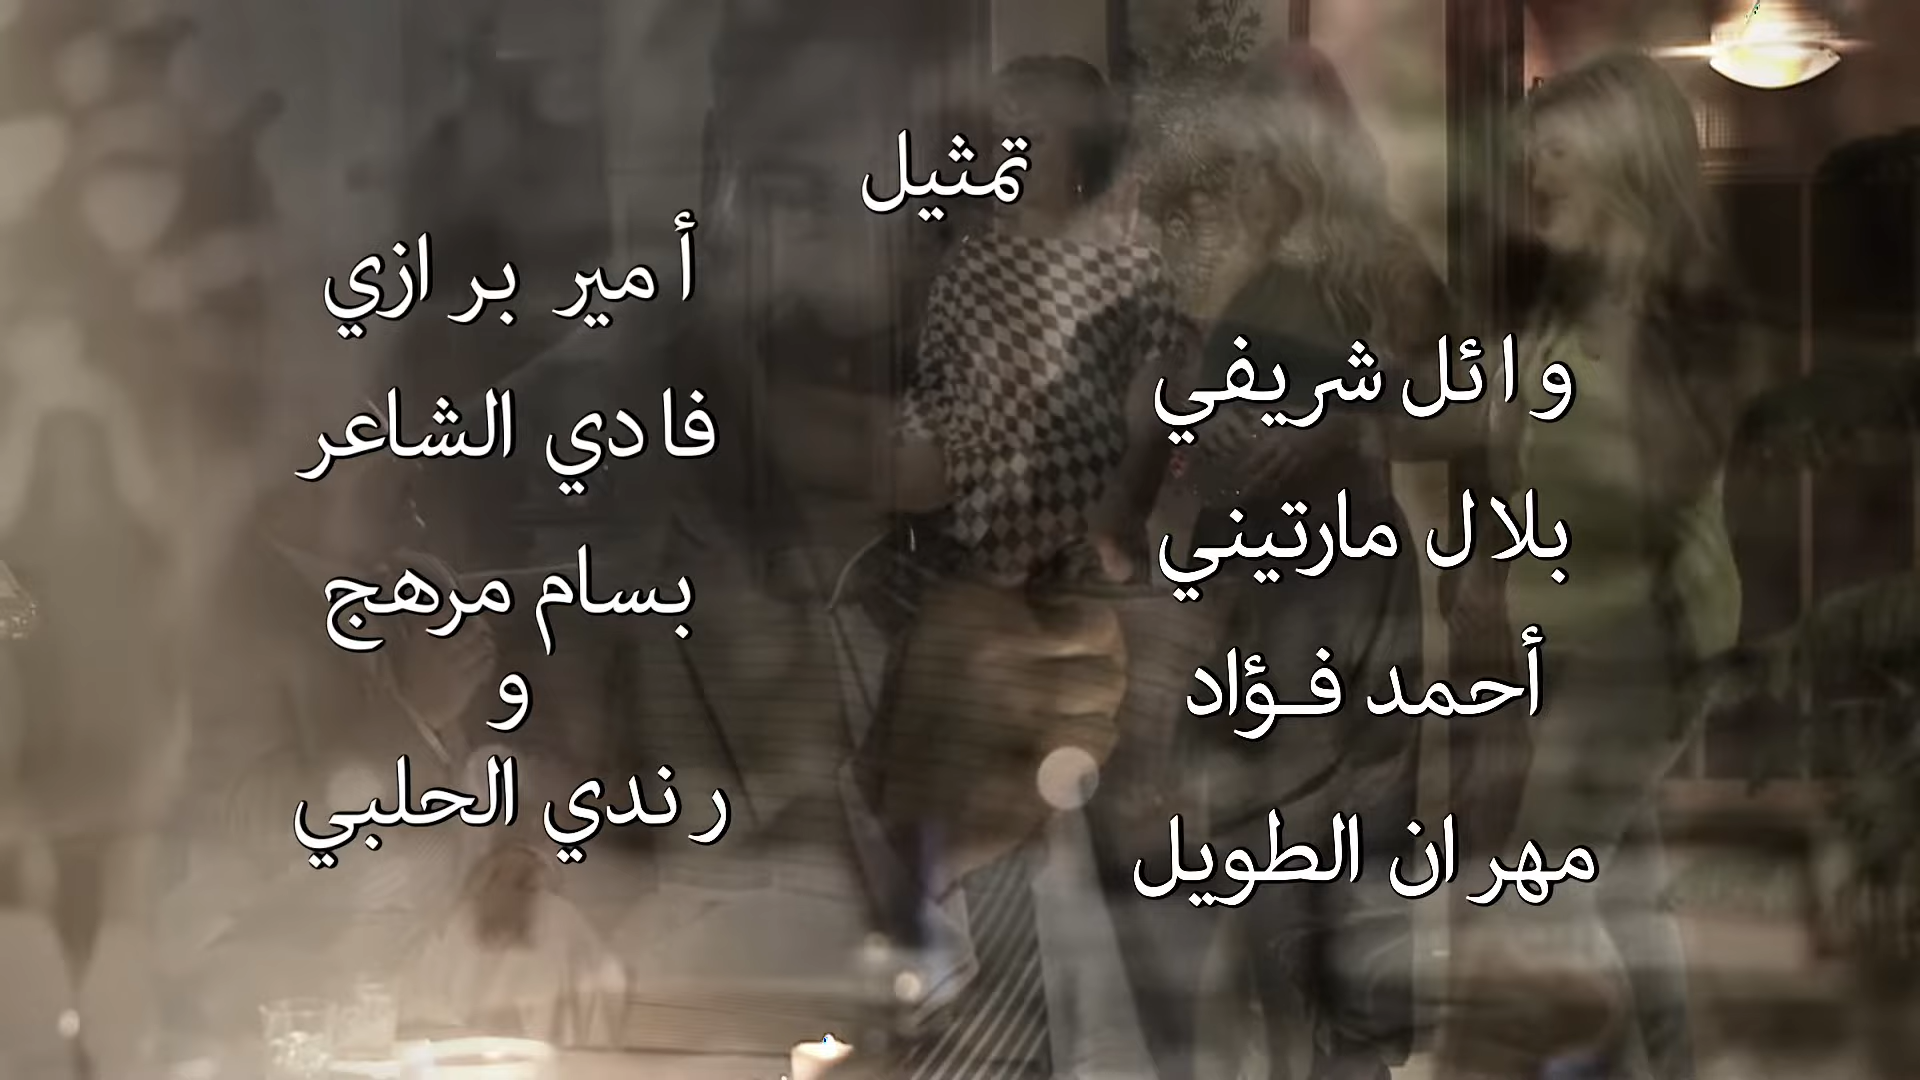 تمثيل
وائل شريفي
بلال مارتيني
أحمد فؤاد
مهران الطويل
أمير برازي
فادي الشاعر
بسام مرهج
و
رندي الحلبي